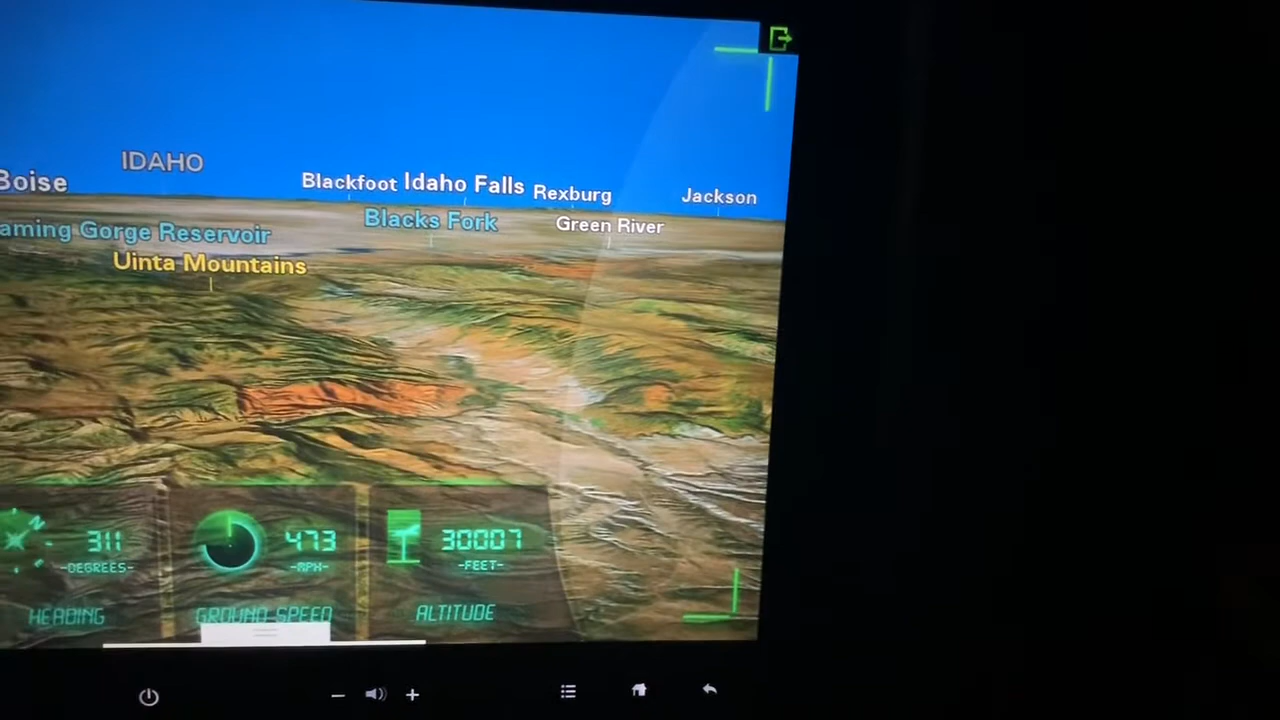 IDAHO
Boise
Blackfoot
Idaho Falls
Rexburg
Jackson
aming Gorge Reservoir
Blacks Fork
Green River
Uinta Mountains
N
311
-DEGREES-
HEADING
473
-MPH-
GROUND SPEED
30007
-FEET-
ALTITUDE